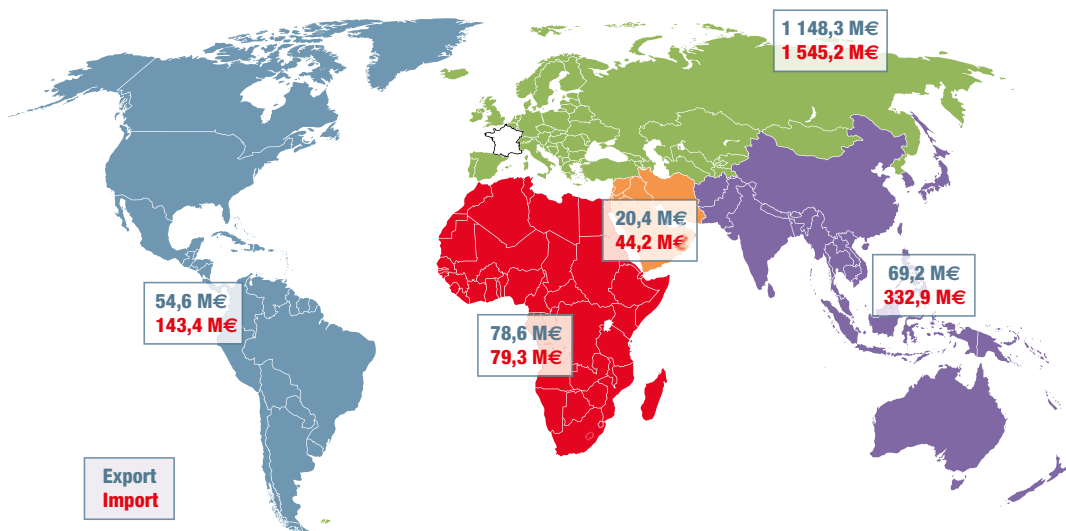 1 148,3 M€
1 545,2 M€
20,4 M€
44,2 M€
69,2 M€
332,9 M€
54,6 M€
143,4 M€
78,6 M€
79,3 M€
Export
Import